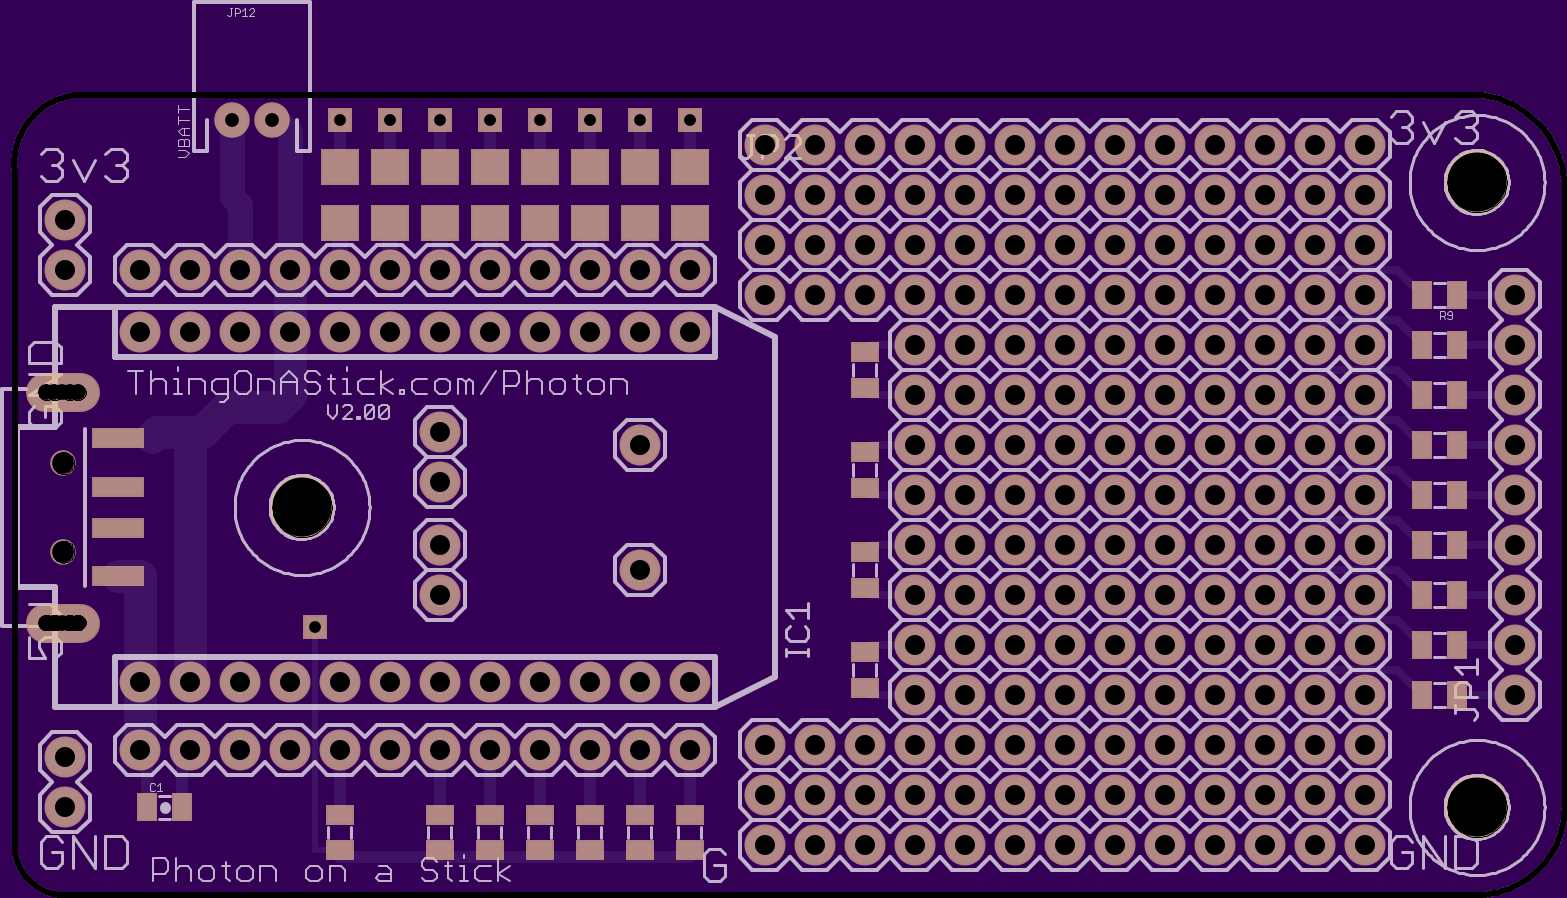 JP12
VBATT
3v3
JP2
3v3
R9
ThingOnAStick.com/Photon
V2.00
IC1
JP1
C1
GND
Photon on a Stick
G
GND